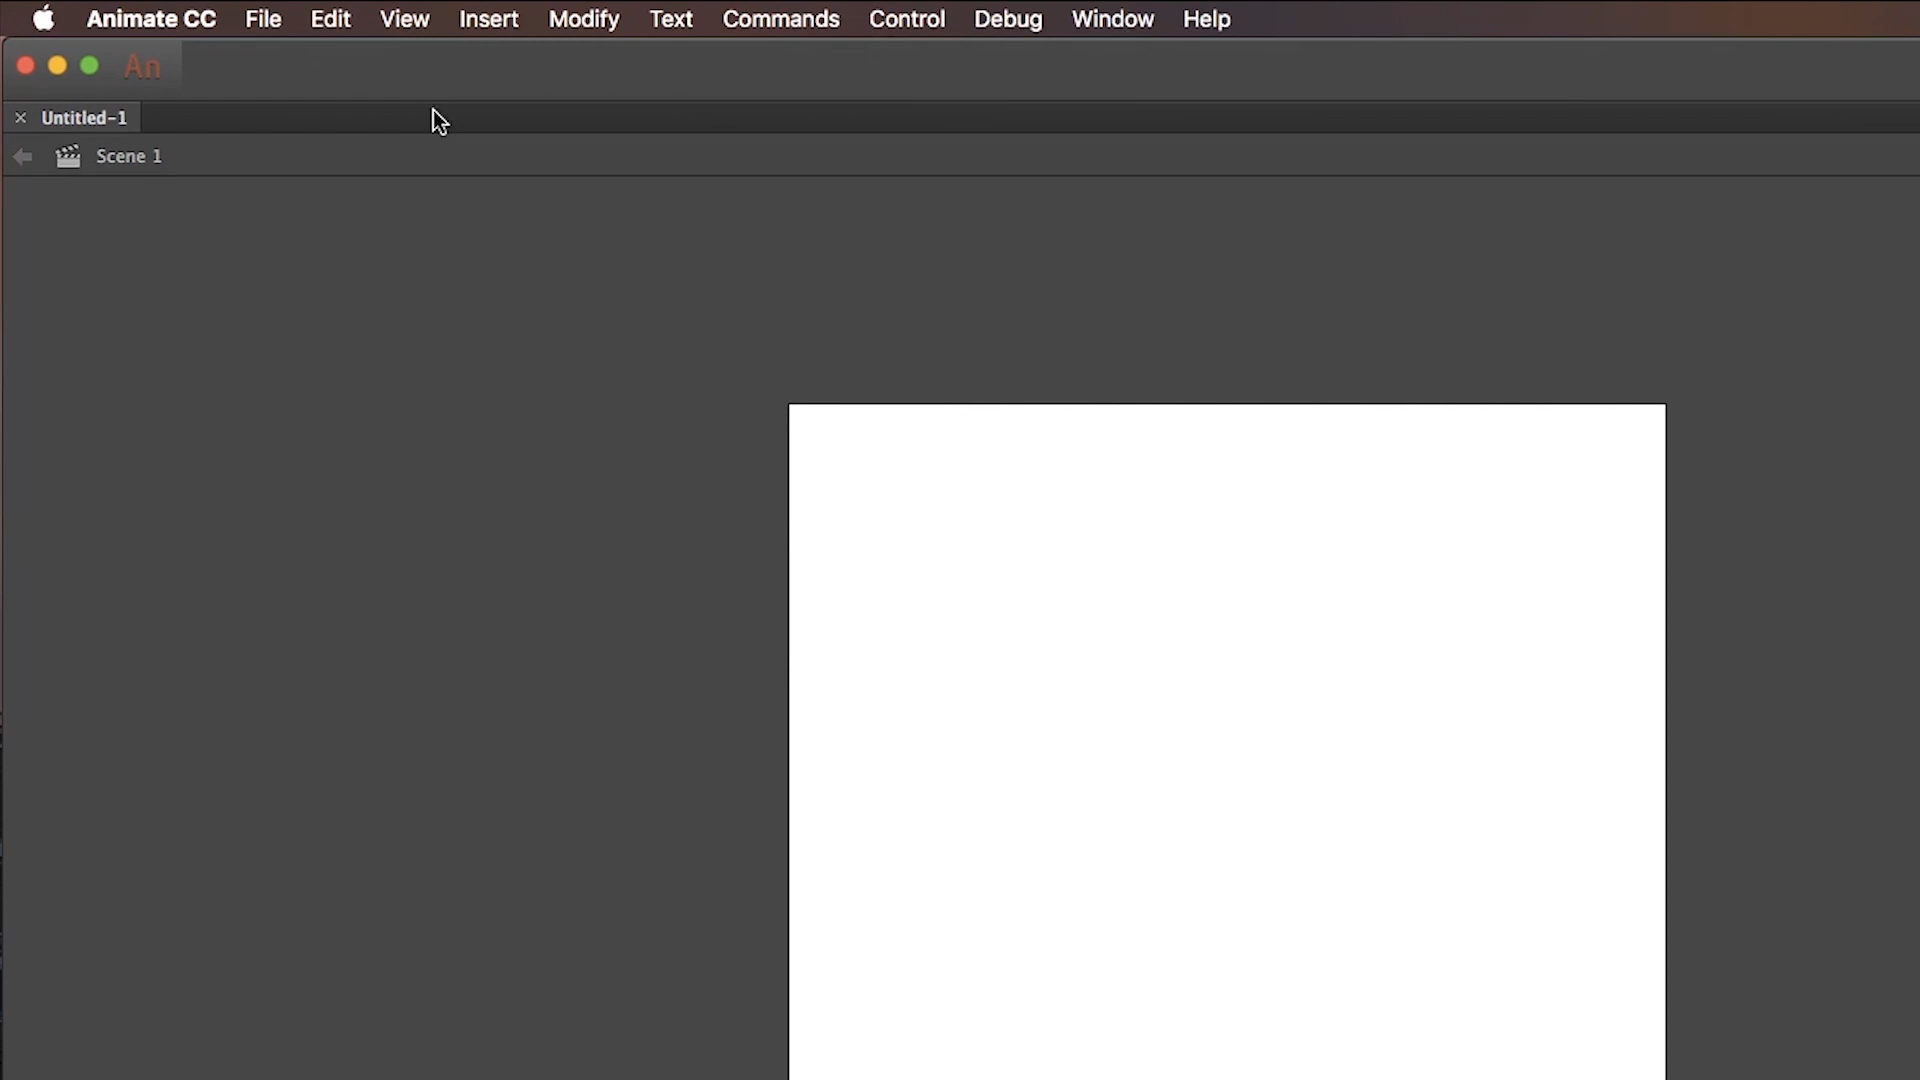 Animate CC File Edit View Insert Modify Text Commands Control Debug Window Help
An
Untitled-1
Scene 1